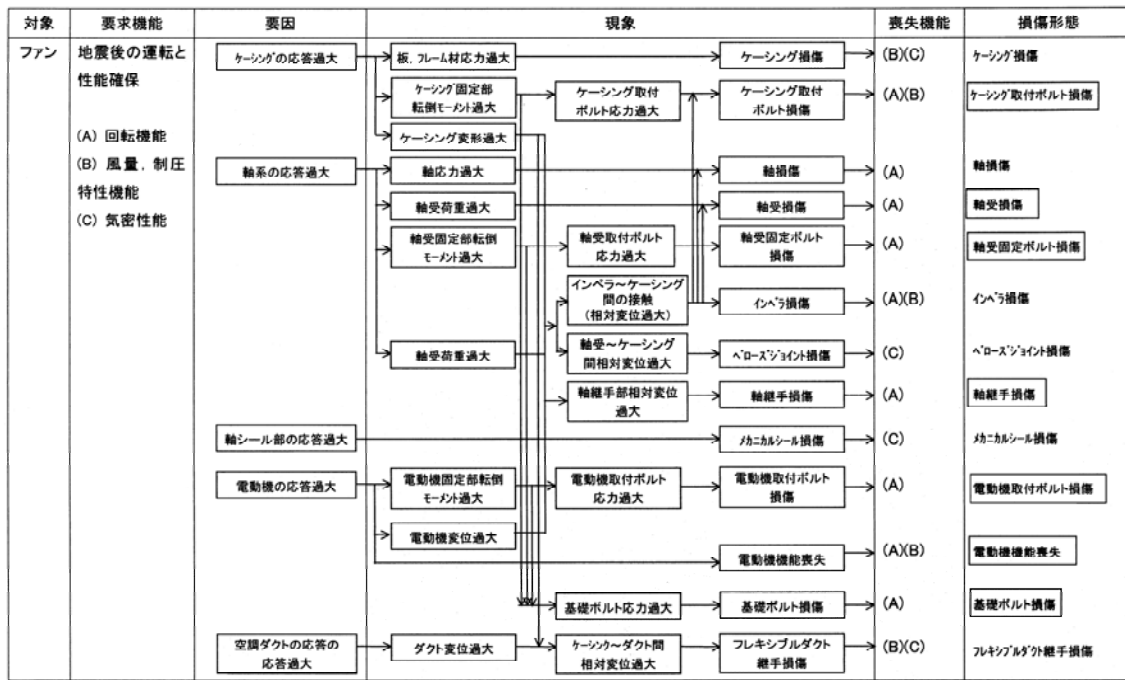 対象
要求機能
要因
現象
喪失機能
損傷形態
ファン
地震後の運転と
性能確保
(A) 回転機能
(B) 風量，制圧
特性機能
(C) 気密性能
ケーシングの応答過大
板，フレーム材応力過大
ケーシング損傷
(B)(C)
ケーシング損傷
ケーシング固定部
転倒モーメント過大
ケーシング取付
ボルト応力過大
ケーシング取付
ボルト損傷
(A)(B)
ケーシング取付ボルト損傷
ケーシング変形過大
軸系の応答過大
軸応力過大
軸損傷
(A)
軸損傷
軸受荷重過大
軸受損傷
(A)
軸受損傷
軸受固定部転倒
モーメント過大
軸受取付ボルト
応力過大
軸受固定ボルト
損傷
(A)
軸受固定ボルト損傷
インペラ～ケーシング
間の接触
(相対変位過大)
インペラ損傷
(A)(B)
インペラ損傷
軸受荷重過大
軸受～ケーシング
間相対変位過大
ベローズジョイント損傷
(C)
ベローズジョイント損傷
軸継手部相対変位
過大
軸継手損傷
(A)
軸継手損傷
軸シール部の応答過大
メカニカルシール損傷
(C)
メカニカルシール損傷
電動機の応答過大
電動機固定部転倒
モーメント過大
電動機取付ボルト
応力過大
電動機取付ボルト
損傷
(A)
電動機取付ボルト損傷
電動機変位過大
電動機機能喪失
(A)(B)
電動機機能喪失
基礎ボルト応力過大
基礎ボルト損傷
(A)
基礎ボルト損傷
空調ダクトの応答の
応答過大
ダクト変位過大
ケーシンク～ダクト間
相対変位過大
フレキシブルダクト
継手損傷
(B)(C)
フレキシブルダクト継手損傷